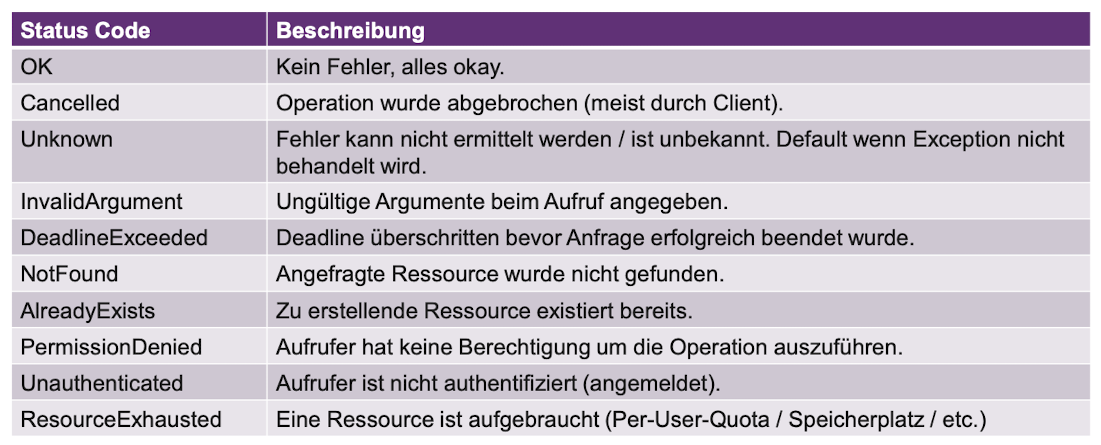 Status Code Beschreibung
OK Kein Fehler, alles okay.
Cancelled Operation wurde abgebrochen (meist durch Client).
Unknown Fehler kann nicht ermittelt werden / ist unbekannt. Default wenn Exception nicht
behandelt wird.
InvalidArgument Ungültige Argumente beim Aufruf angegeben.
DeadlineExceeded Deadline überschritten bevor Anfrage erfolgreich beendet wurde.
NotFound Angefragte Ressource wurde nicht gefunden.
AlreadyExists Zu erstellende Ressource existiert bereits.
PermissionDenied Aufrufer hat keine Berechtigung um die Operation auszuführen.
Unauthenticated Aufrufer ist nicht authentifiziert (angemeldet).
ResourceExhausted Eine Ressource ist aufgebraucht (Per-User-Quota / Speicherplatz / etc.)